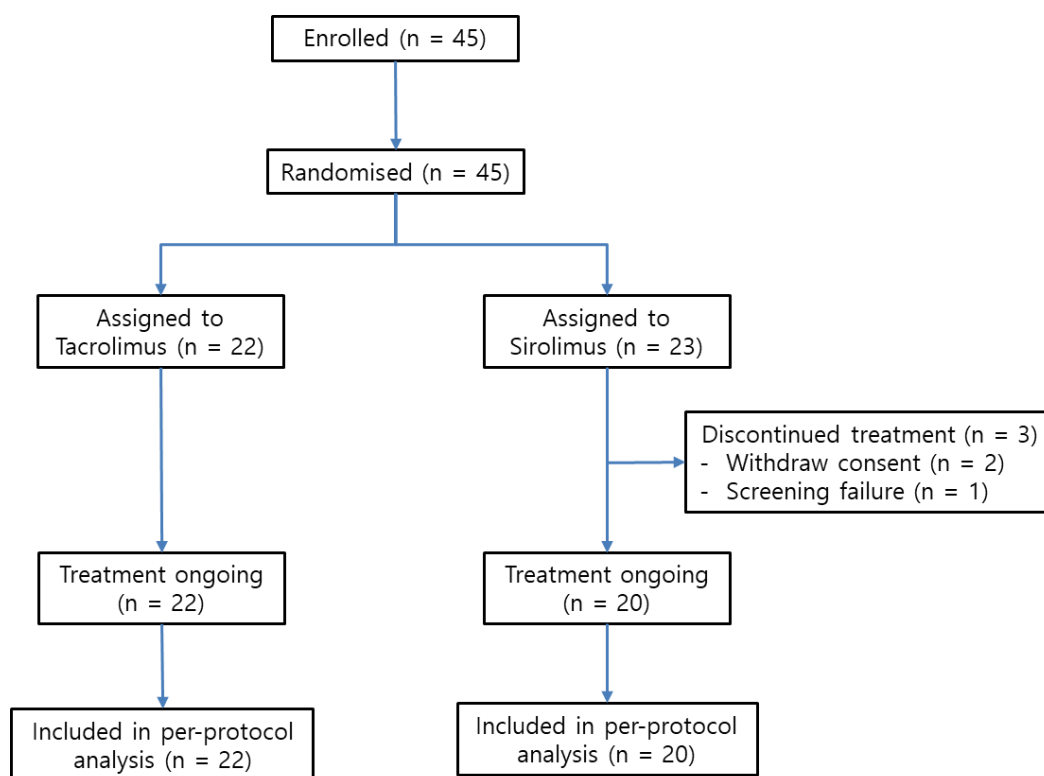 Enrolled (n = 45)
Randomised (n = 45)
Assigned to
Tacrolimus (n = 22)
Assigned to
Sirolimus (n = 23)
Discontinued treatment (n = 3)
- Withdraw consent (n = 2)
- Screening failure (n = 1)
Treatment ongoing
(n = 22)
Treatment ongoing
(n = 20)
Included in per-protocol
analysis (n = 22)
Included in per-protocol
analysis (n = 20)